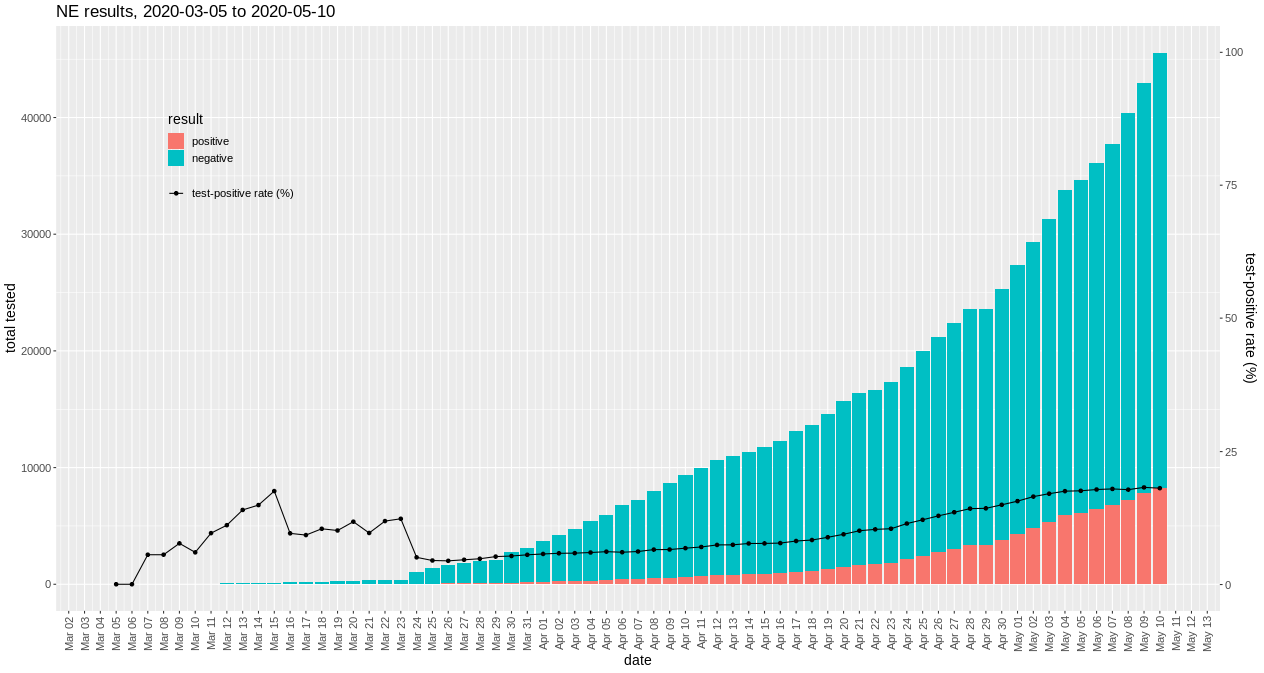 NE results, 2020-03-05 to 2020-05-10
result
positive
negative
test-positive rate (%)
total tested
40000
30000
20000
10000
0
100
75
50
25
0
test-positive rate (%)
Mar 02
Mar 03
Mar 04
Mar 05
Mar 06
Mar 07
Mar 08
Mar 09
Mar 10
Mar 11
Mar 12
Mar 13
Mar 14
Mar 15
Mar 16
Mar 17
Mar 18
Mar 19
Mar 20
Mar 21
Mar 22
Mar 23
Mar 24
Mar 25
Mar 26
Mar 27
Mar 28
Mar 29
Mar 30
Mar 31
Apr 01
Apr 02
Apr 03
Apr 04
Apr 05
Apr 06
Apr 07
Apr 08
Apr 09
Apr 10
Apr 11
Apr 12
Apr 13
Apr 14
Apr 15
Apr 16
Apr 17
Apr 18
Apr 19
Apr 20
Apr 21
Apr 22
Apr 23
Apr 24
Apr 25
Apr 26
Apr 27
Apr 28
Apr 29
Apr 30
May 01
May 02
May 03
May 04
May 05
May 06
May 07
May 08
May 09
May 10
May 11
May 12
May 13
date